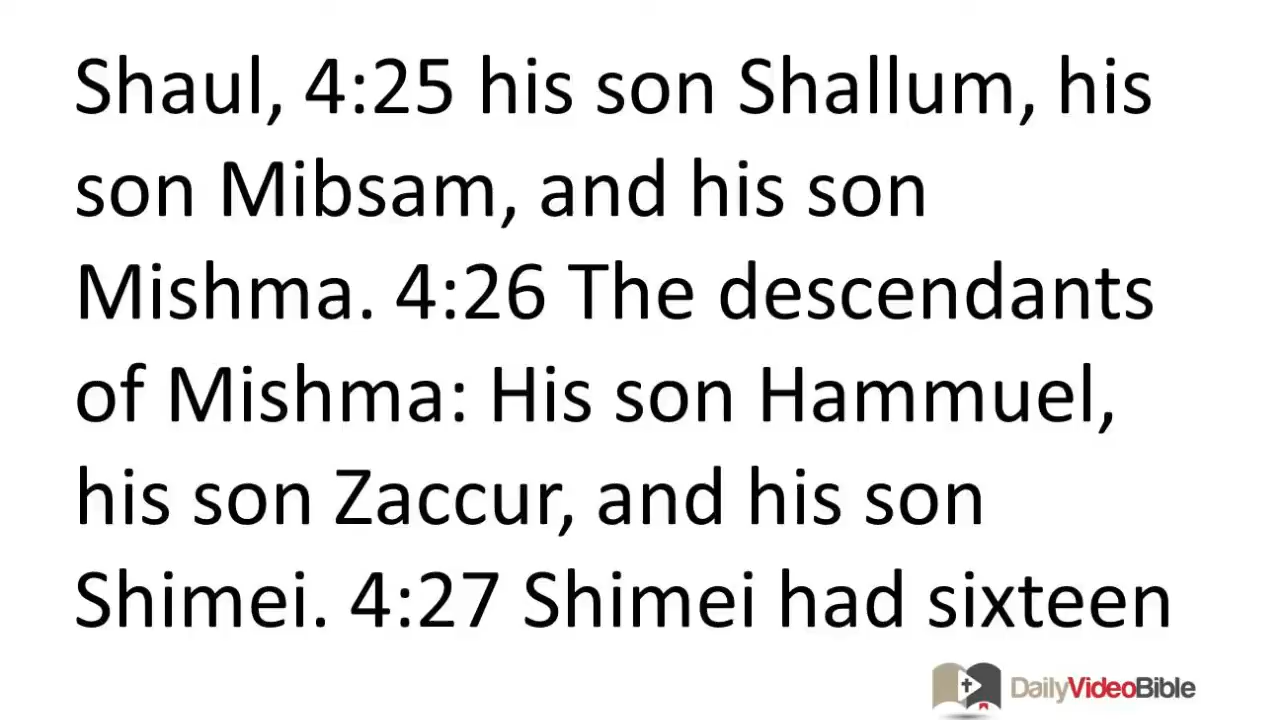 Shaul, 4:25 his son Shallum, his
son Mibsam, and his son
Mishma. 4:26 The descendants
of Mishma: His son Hammuel,
his son Zaccur, and his son
Shimei. 4:27 Shimei had sixteen
DailyVideoBible